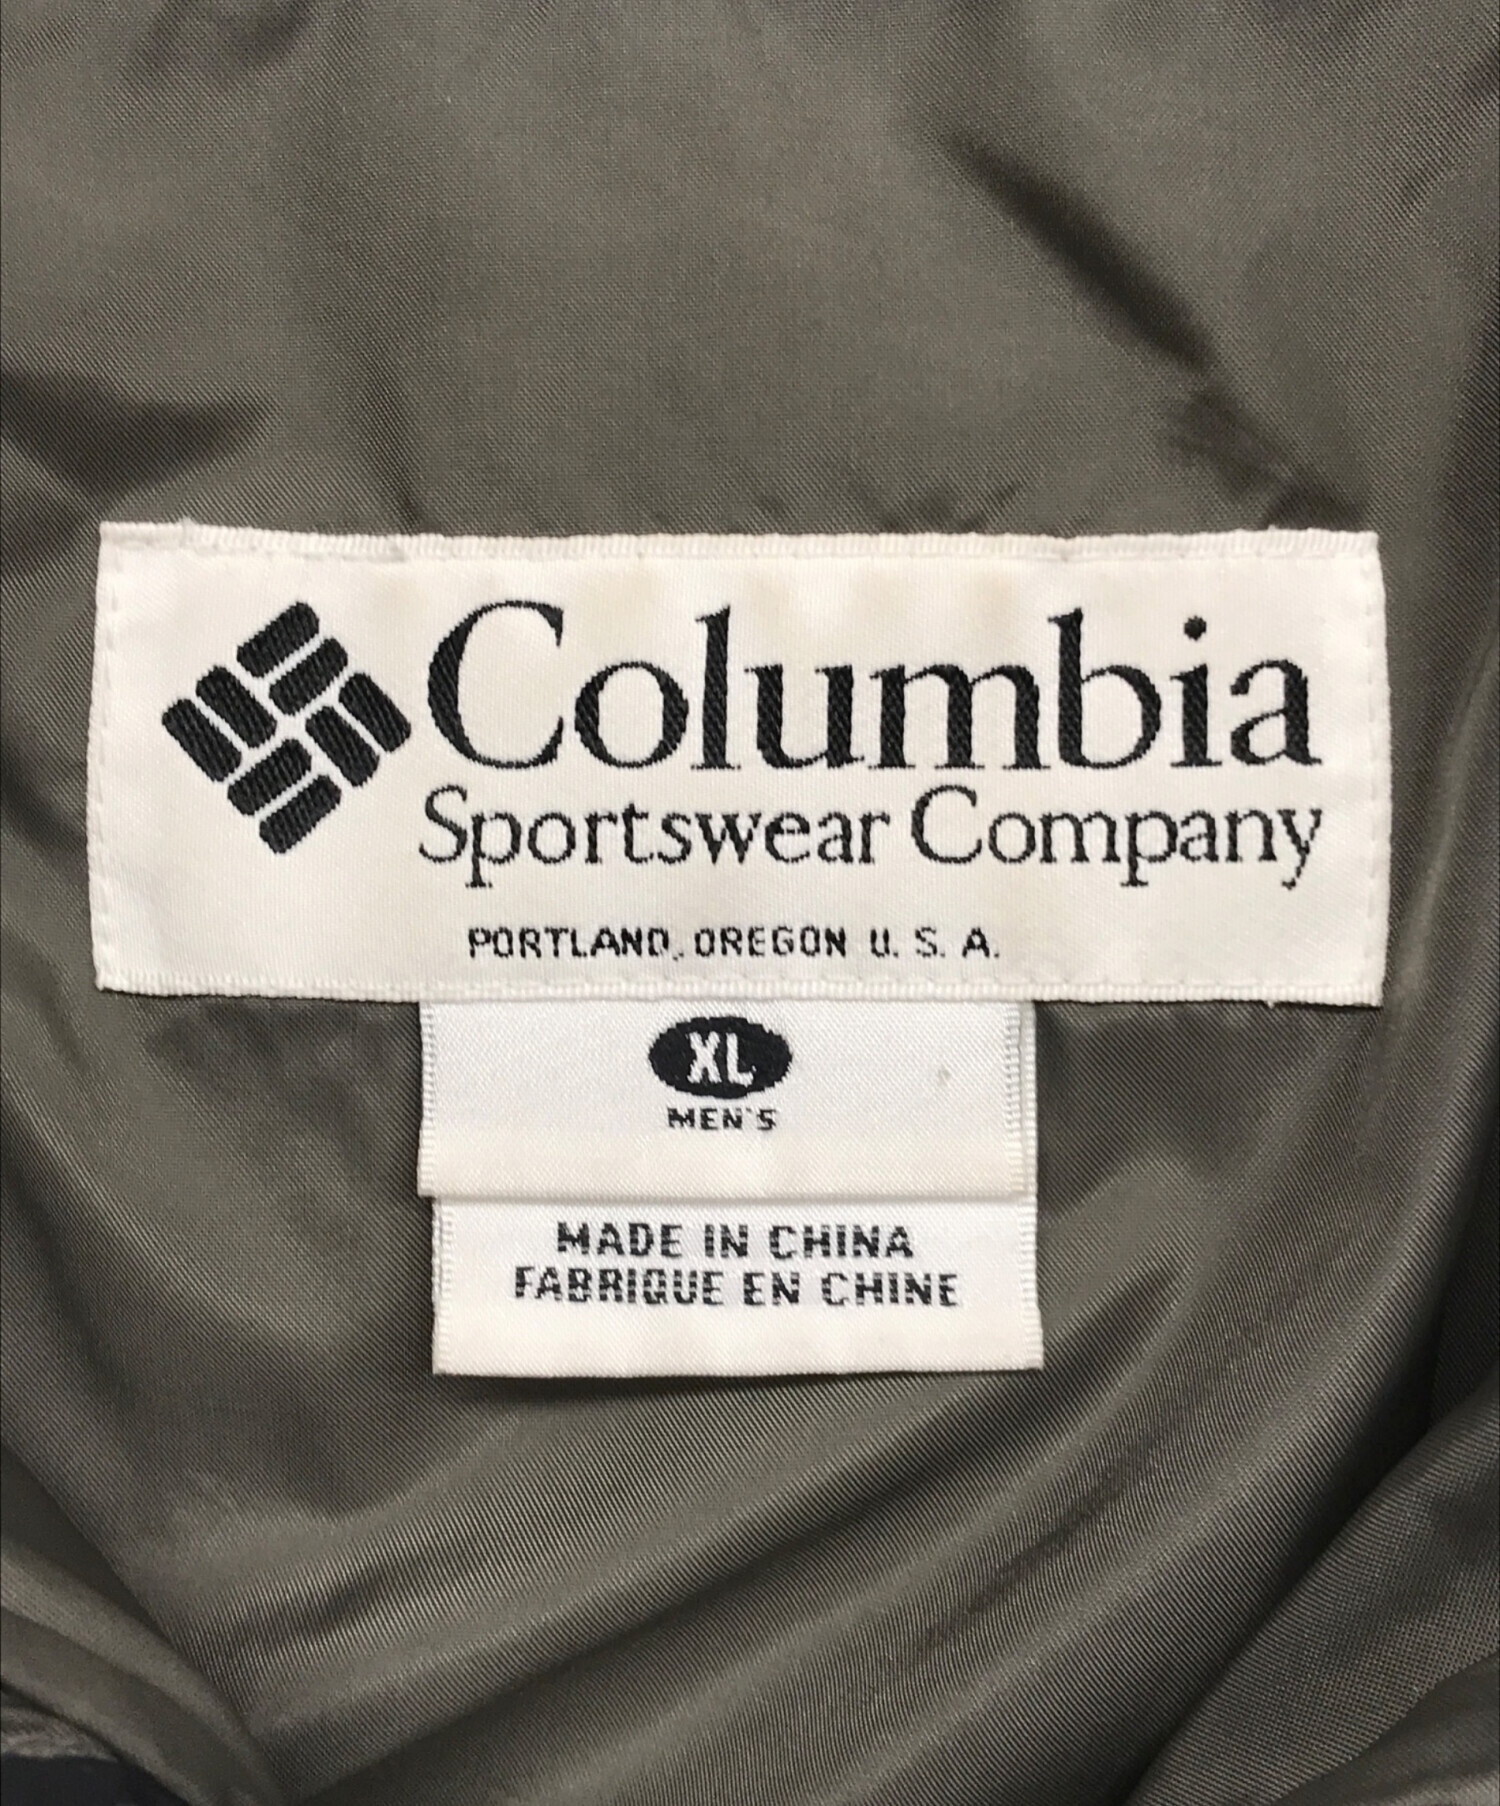 Columbia
Sportswear Company
PORTLAND, OREGON U. S. A.
XL
MEN'S
MADE IN CHINA
FABRIQUE EN CHINE